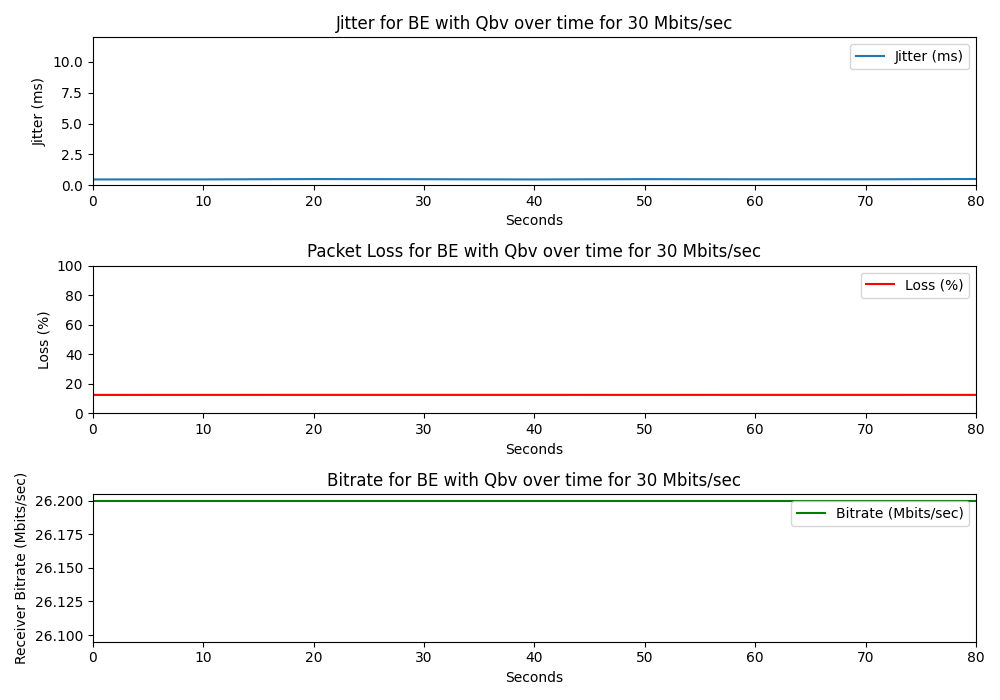 Jitter for BE with Qbv over time for 30 Mbits/sec
Jitter (ms)
10.0
7.5
5.0
2.5
0.0
Jitter (ms)
0 10 20 30 40 50 60 70 80
Seconds
Packet Loss for BE with Qbv over time for 30 Mbits/sec
Loss (%)
100
80
60
40
20
0
Loss (%)
0 10 20 30 40 50 60 70 80
Seconds
Bitrate for BE with Qbv over time for 30 Mbits/sec
Receiver Bitrate (Mbits/sec)
26.200
26.175
26.150
26.125
26.100
Bitrate (Mbits/sec)
0 10 20 30 40 50 60 70 80
Seconds